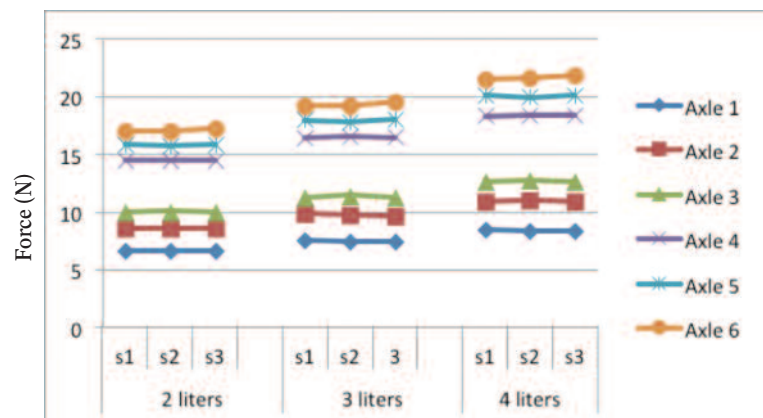 25
20
15
10
5
0
Force (N)
s1 s2 s3 s1 s2 3 s1 s2 s3
2 liters 3 liters 4 liters
Axle 1
Axle 2
Axle 3
Axle 4
Axle 5
Axle 6